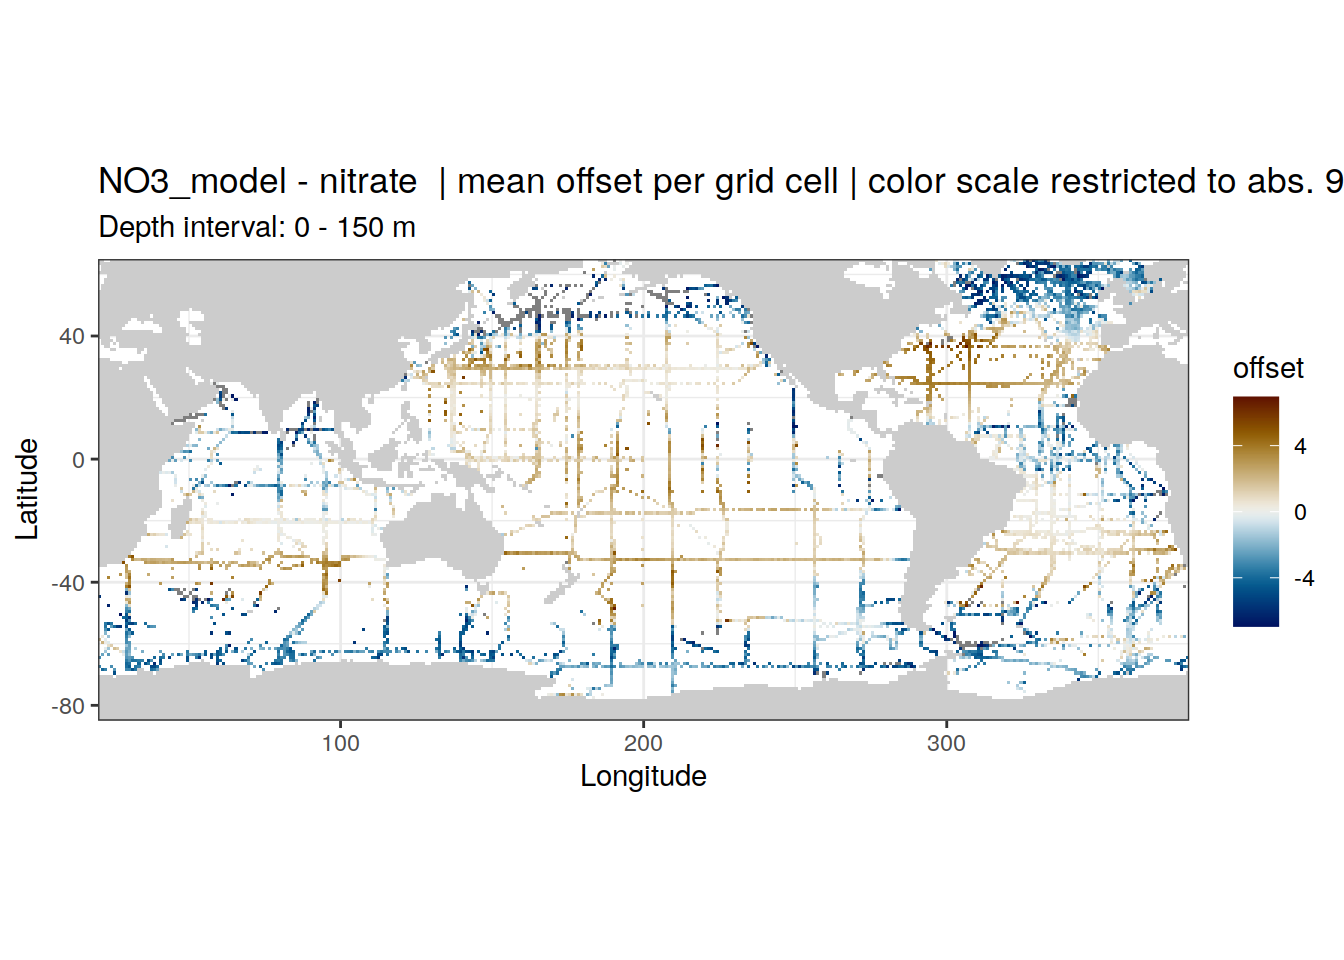 NO3_model - nitrate  | mean offset per grid cell | color scale restricted to abs. 9
Depth interval: 0 - 150 m
offset
4
0
-4
40
0
-40
-80
Latitude
100
200
300
Longitude